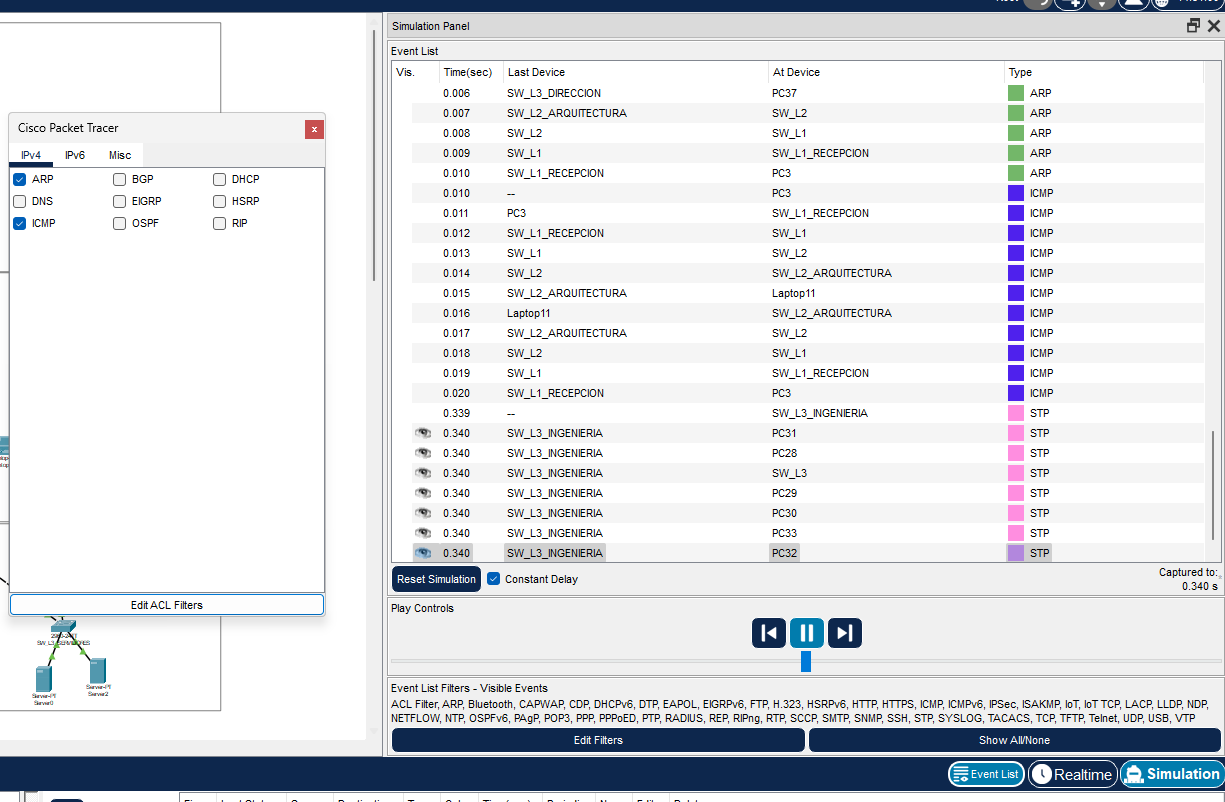 Simulation Panel
Event List
Vis. Time(sec) Last Device At Device Type
0.006 SW_L3_DIRECCION PC37 ARP
0.007 SW_L2_ARQUITECTURA SW_L2 ARP
0.008 SW_L2 SW_L1 ARP
0.009 SW_L1 SW_L1_RECEPCION ARP
0.010 SW_L1_RECEPCION PC3 ARP
0.010 -- PC3 ICMP
0.011 PC3 SW_L1_RECEPCION ICMP
0.012 SW_L1_RECEPCION SW_L1 ICMP
0.013 SW_L1 SW_L2 ICMP
0.014 SW_L2 SW_L2_ARQUITECTURA ICMP
0.015 SW_L2_ARQUITECTURA Laptop11 ICMP
0.016 Laptop11 SW_L2_ARQUITECTURA ICMP
0.017 SW_L2_ARQUITECTURA SW_L2 ICMP
0.018 SW_L2 SW_L1 ICMP
0.019 SW_L1 SW_L1_RECEPCION ICMP
0.020 SW_L1_RECEPCION PC3 ICMP
0.339 -- SW_L3_INGENIERIA STP
0.340 SW_L3_INGENIERIA PC31 STP
0.340 SW_L3_INGENIERIA PC28 STP
0.340 SW_L3_INGENIERIA SW_L3 STP
0.340 SW_L3_INGENIERIA PC29 STP
0.340 SW_L3_INGENIERIA PC30 STP
0.340 SW_L3_INGENIERIA PC33 STP
0.340 SW_L3_INGENIERIA PC32 STP
Reset Simulation Constant Delay
Captured to:
0.340 s
Play Controls
Event List Filters - Visible Events
ACL Filter, ARP, Bluetooth, CAPWAP, CDP, DHCPv6, DTP, EAPOL, EIGRPv6, FTP, H.323, HSRPv6, HTTP, HTTPS, ICMP, ICMPv6, IPSec, ISAKMP, IoT, IoT TCP, LACP, LLDP, NDP,
NETFLOW, NTP, OSPFv6, PAgP, POP3, PPP, PPPoED, PTP, RADIUS, REP, RIPng, RTP, SCCP, SMTP, SNMP, SSH, STP, SYSLOG, TACACS, TCP, TFTP, Telnet, UDP, USB, VTP
Edit Filters Show All/None
Event List Realtime Simulation
Cisco Packet Tracer
x
IPv4 IPv6 Misc
ARP BGP DHCP
DNS EIGRP HSRP
ICMP OSPF RIP
Edit ACL Filters
Server-PT
Server0
Server-PT
Server2